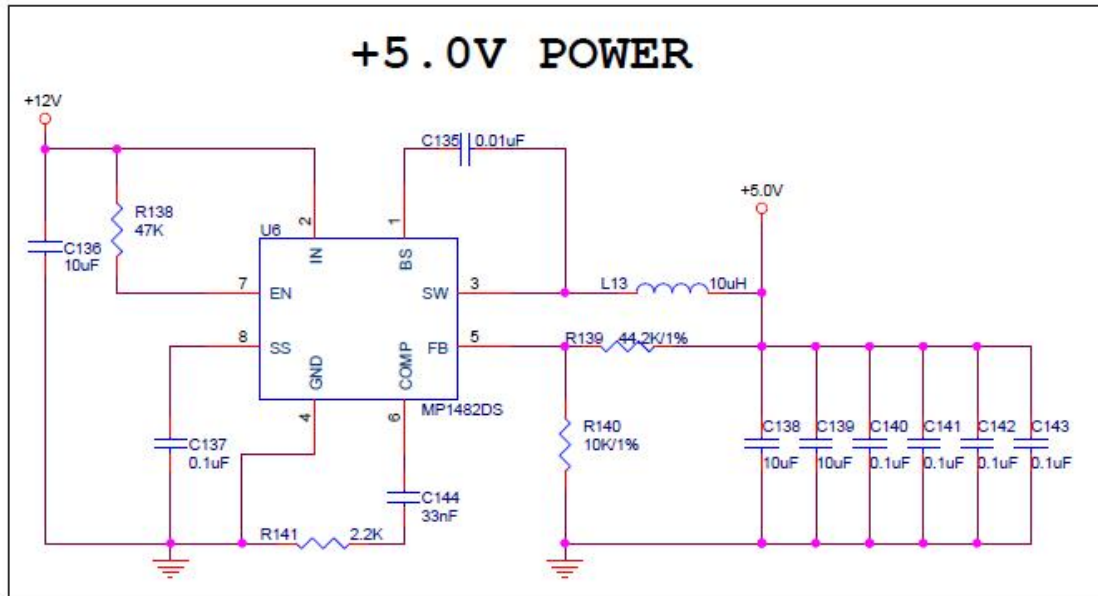 +5.0V POWER
+12V
C135 0.01uF
+5.0V
R138
47K
U6
2
1
IN
BS
C136
10uF
7 EN
SW 3
L13 10uH
8 SS
FB 5
R139 44.2K/1%
GND
COMP
4
6
MP1482DS
C137
0.1uF
R140
10K/1%
C138
10uF
C139
10uF
C140
0.1uF
C141
0.1uF
C142
0.1uF
C143
0.1uF
C144
33nF
R141 2.2K